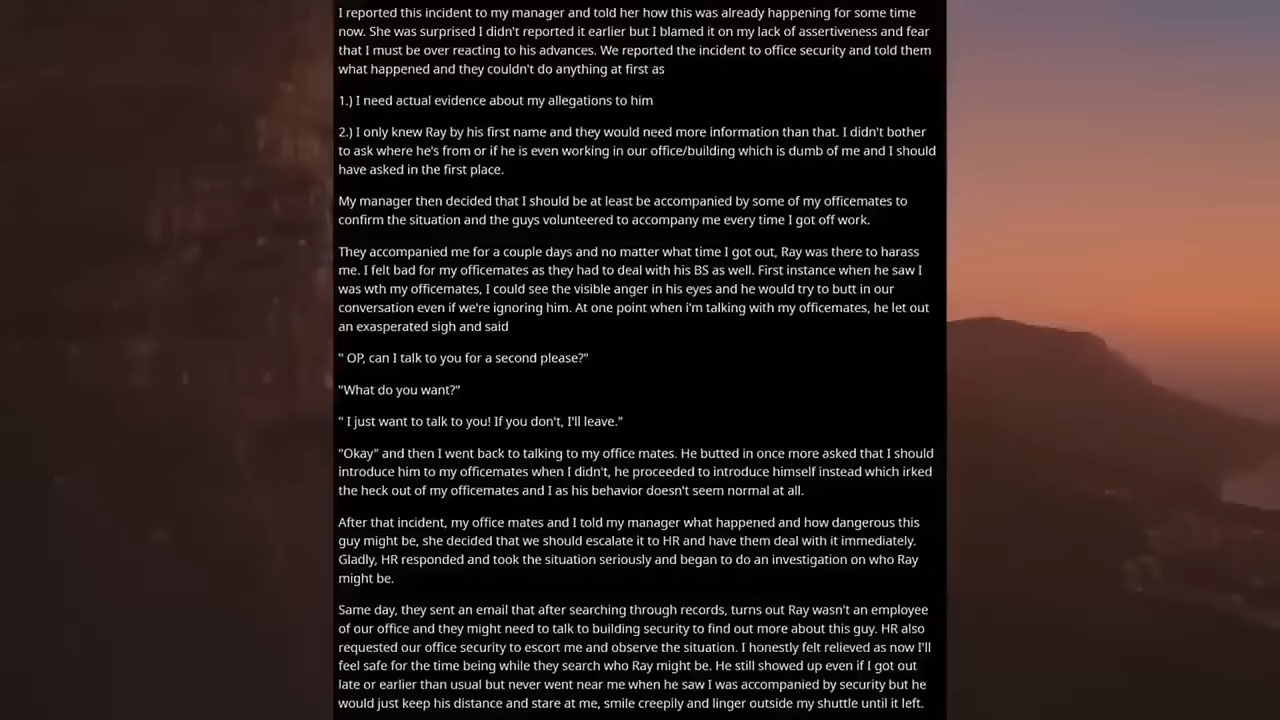 I reported this incident to my manager and told her how this was already happening for some time
now. She was surprised I didn't reported it earlier but I blamed it on my lack of assertiveness and fear
that I must be over reacting to his advances. We reported the incident to office security and told them
what happened and they couldn't do anything at first as
1.) I need actual evidence about my allegations to him
2.) I only knew Ray by his first name and they would need more information than that. I didn't bother
to ask where he's from or if he is even working in our office/building which is dumb of me and I should
have asked in the first place.
My manager then decided that I should be at least be accompanied by some of my officemates to
confirm the situation and the guys volunteered to accompany me every time I got off work.
They accompanied me for a couple days and no matter what time I got out, Ray was there to harass
me. I felt bad for my officemates as they had to deal with his BS as well. First instance when he saw I
was wth my officemates, I could see the visible anger in his eyes and he would try to butt in our
conversation even if we're ignoring him. At one point when i'm talking with my officemates, he let out
an exasperated sigh and said
" OP, can I talk to you for a second please?"
"What do you want?"
" I just want to talk to you! If you don't, I'll leave."
"Okay" and then I went back to talking to my office mates. He butted in once more asked that I should
introduce him to my officemates when I didn't, he proceeded to introduce himself instead which irked
the heck out of my officemates and I as his behavior doesn't seem normal at all.
After that incident, my office mates and I told my manager what happened and how dangerous this
guy might be, she decided that we should escalate it to HR and have them deal with it immediately.
Gladly, HR responded and took the situation seriously and began to do an investigation on who Ray
might be.
Same day, they sent an email that after searching through records, turns out Ray wasn't an employee
of our office and they might need to talk to building security to find out more about this guy. HR also
requested our office security to escort me and observe the situation. I honestly felt relieved as now I'll
feel safe for the time being while they search who Ray might be. He still showed up even if I got out
late or earlier than usual but never went near me when he saw I was accompanied by security but he
would just keep his distance and stare at me, smile creepily and linger outside my shuttle until it left.